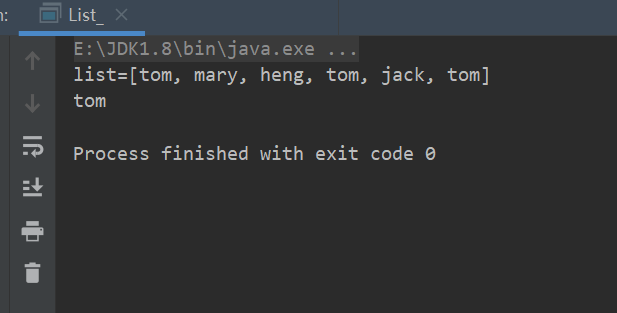 n: List_
E:\JDK1.8\bin\java.exe ...
list=[tom, mary, heng, tom, jack, tom]
tom
Process finished with exit code 0